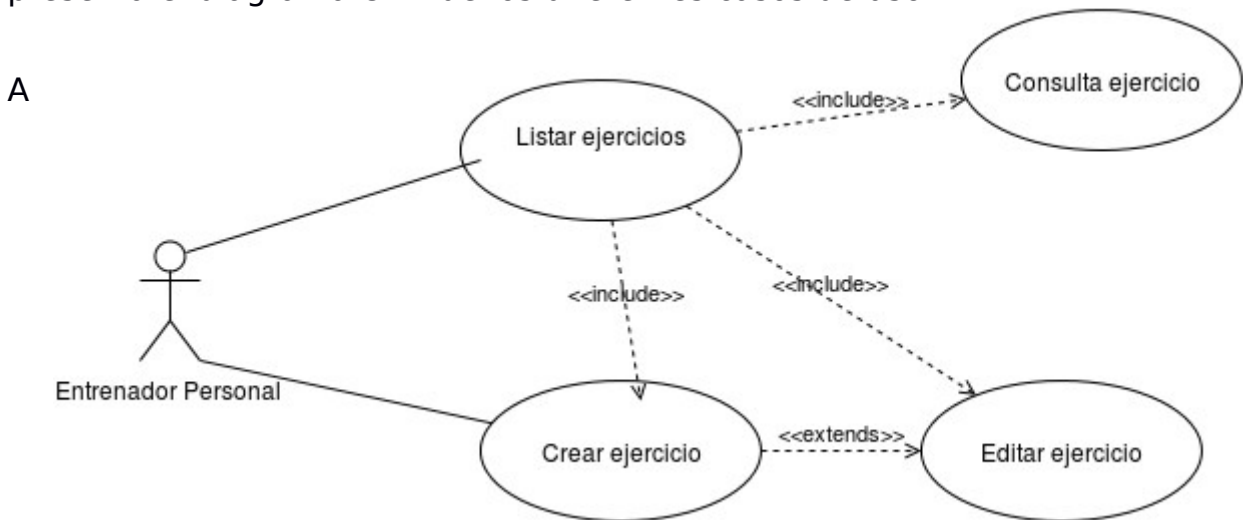 A
Consulta ejercicio
<<include>>
Listar ejercicios
<<include>>
<<include>>
Entrenador Personal
<<extends>>
Crear ejercicio
Editar ejercicio